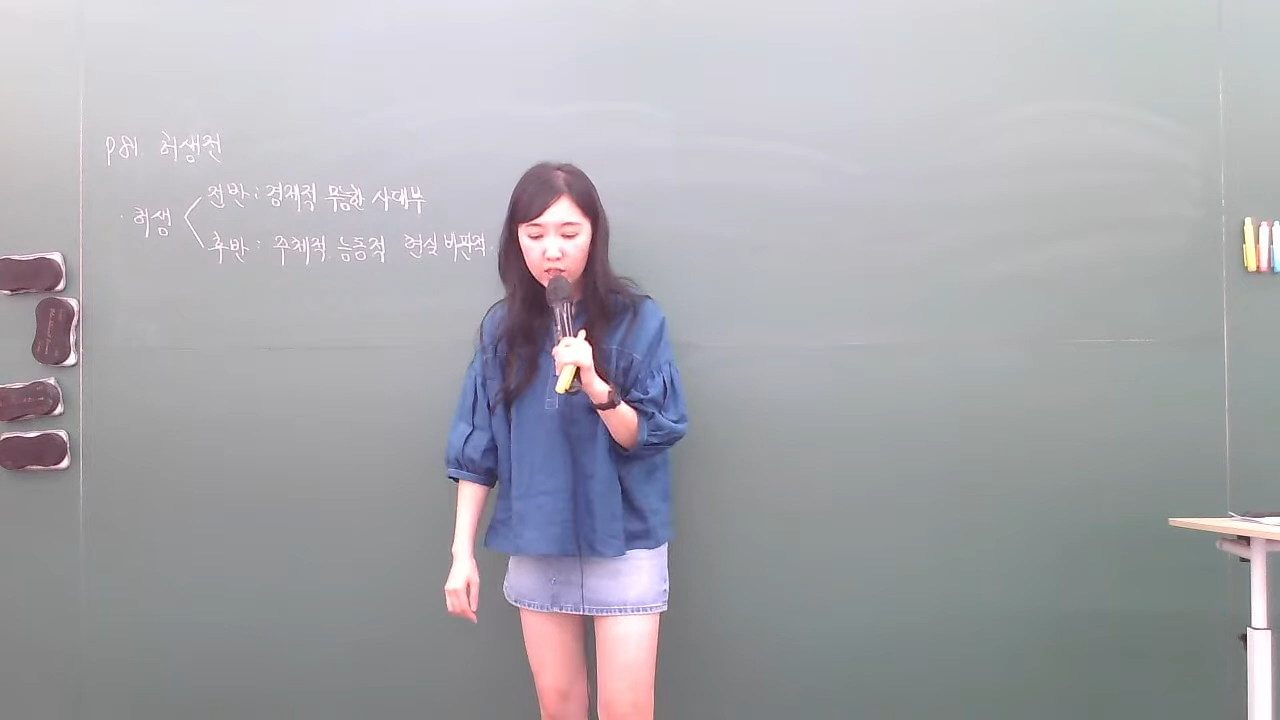 P81. 허생전
· 허생
전반 : 경제적 무능한 사대부
후반 : 주체적 능동적 현실 비판적.